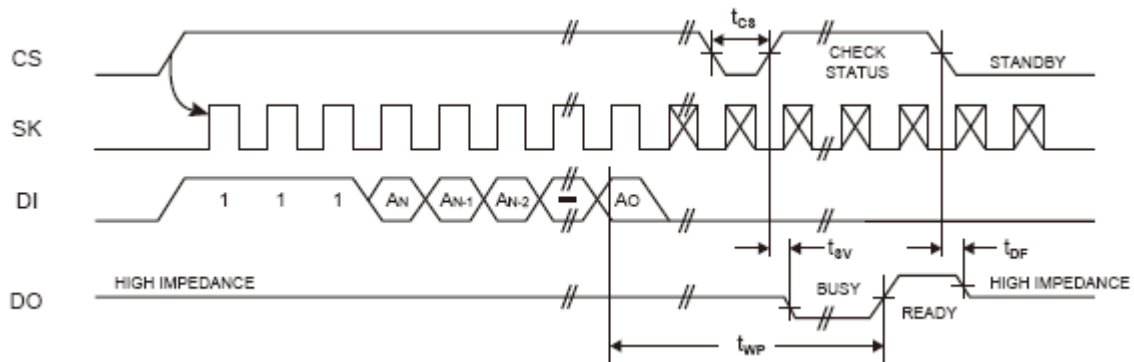 tCS
CS
CHECK
STATUS
STANDBY
SK
DI
1 1 1 AN AN-1 AN-2 A0
tSV
tDF
HIGH IMPEDANCE
BUSY
HIGH IMPEDANCE
DO
READY
tWP